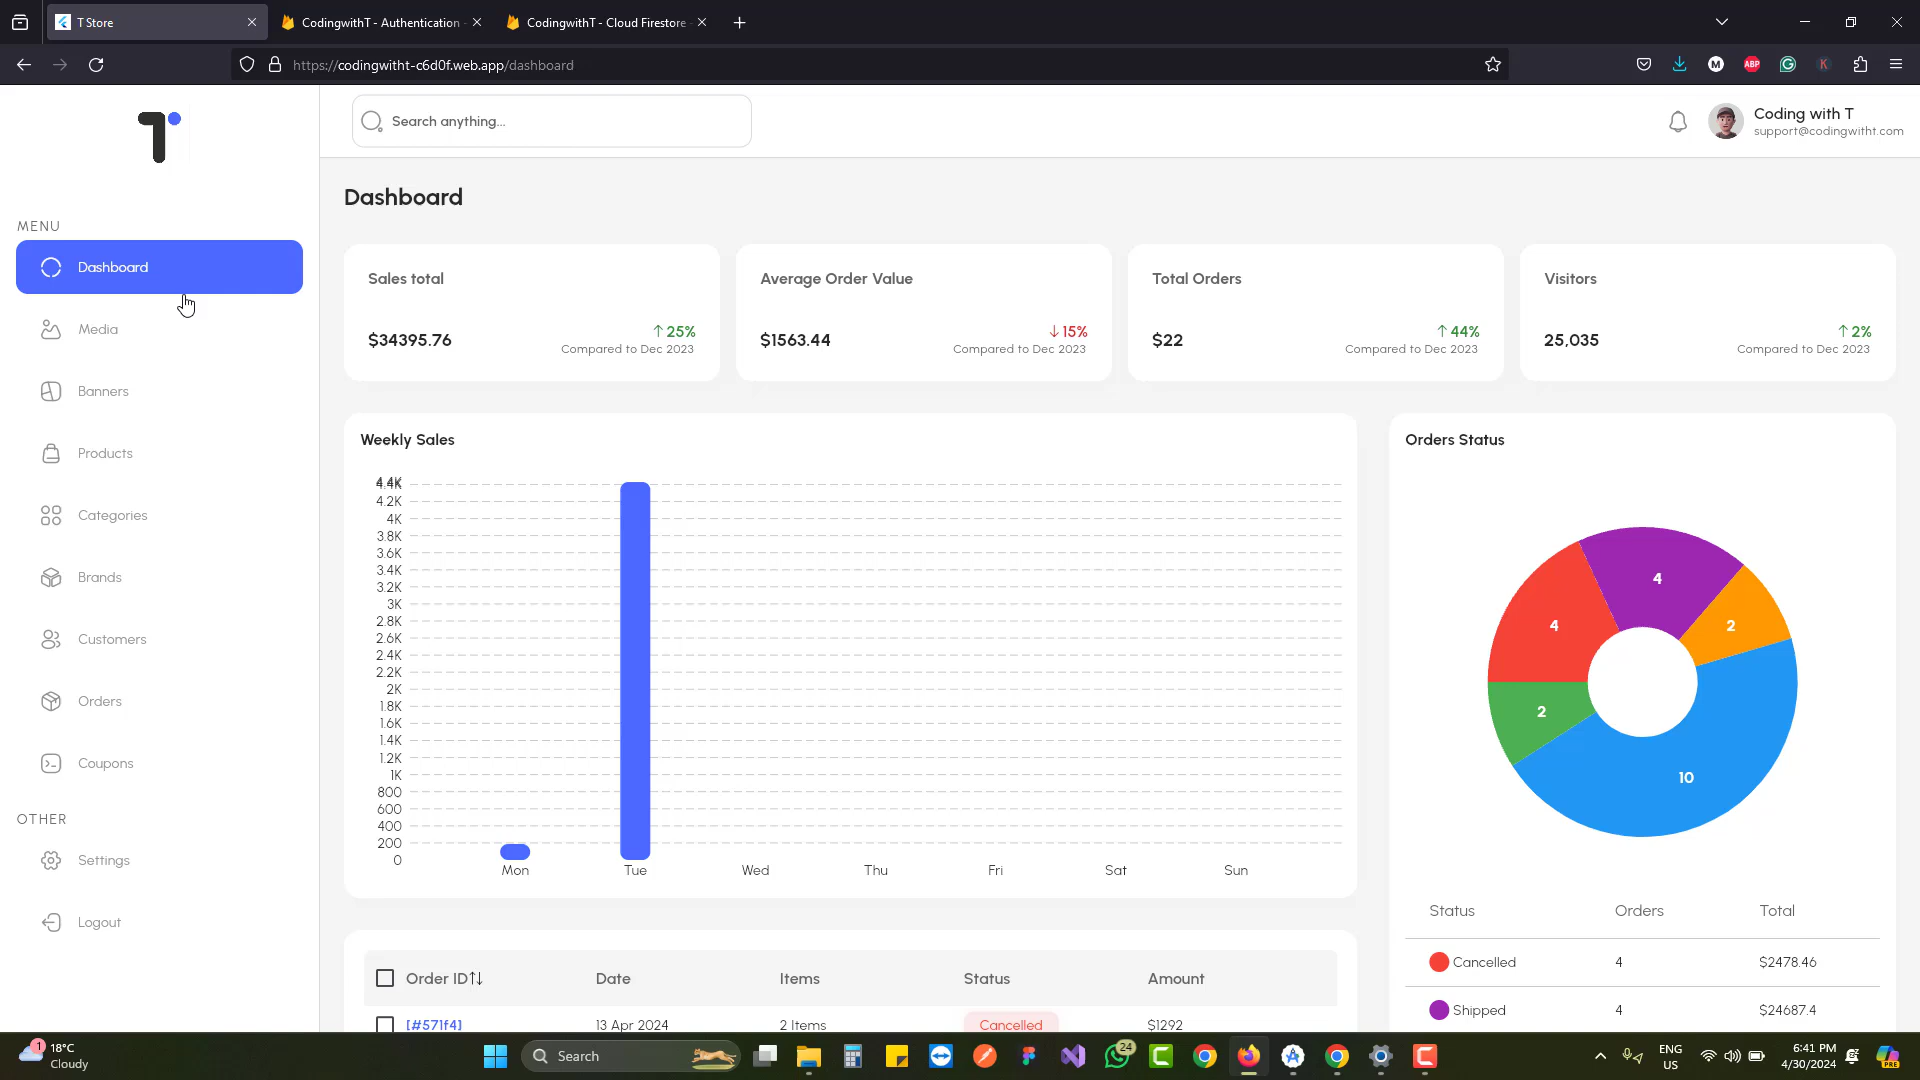 T Store
CodingwithT - Authentication -
CodingwithT - Cloud Firestore -
https://codingwitht-c6d0f.web.app/dashboard
M
ABP
G
K
Search anything...
Coding with T
support@codingwitht.com
T
MENU
Dashboard
Media
Banners
Products
Categories
Brands
Customers
Orders
Coupons
OTHER
Settings
Logout
Dashboard
Sales total
$34395.76
25%
Compared to Dec 2023
Average Order Value
$1563.44
15%
Compared to Dec 2023
Total Orders
$22
44%
Compared to Dec 2023
Visitors
25,035
2%
Compared to Dec 2023
Weekly Sales
4.4K
4.4K
4.2K
4K
3.8K
3.6K
3.4K
3.2K
3K
2.8K
2.6K
2.4K
2.2K
2K
1.8K
1.6K
1.4K
1.2K
1K
800
600
400
200
0
Mon
Tue
Wed
Thu
Fri
Sat
Sun
Orders Status
4
4
2
2
10
Status
Orders
Total
Cancelled
4
$2478.46
Shipped
4
$24687.4
Order ID
Date
Items
Status
Amount
[#571f4]
13 Apr 2024
2 Items
Cancelled
$1292
1
18°C
Cloudy
Search
24
ENG
US
6:41 PM
4/30/2024
PRE